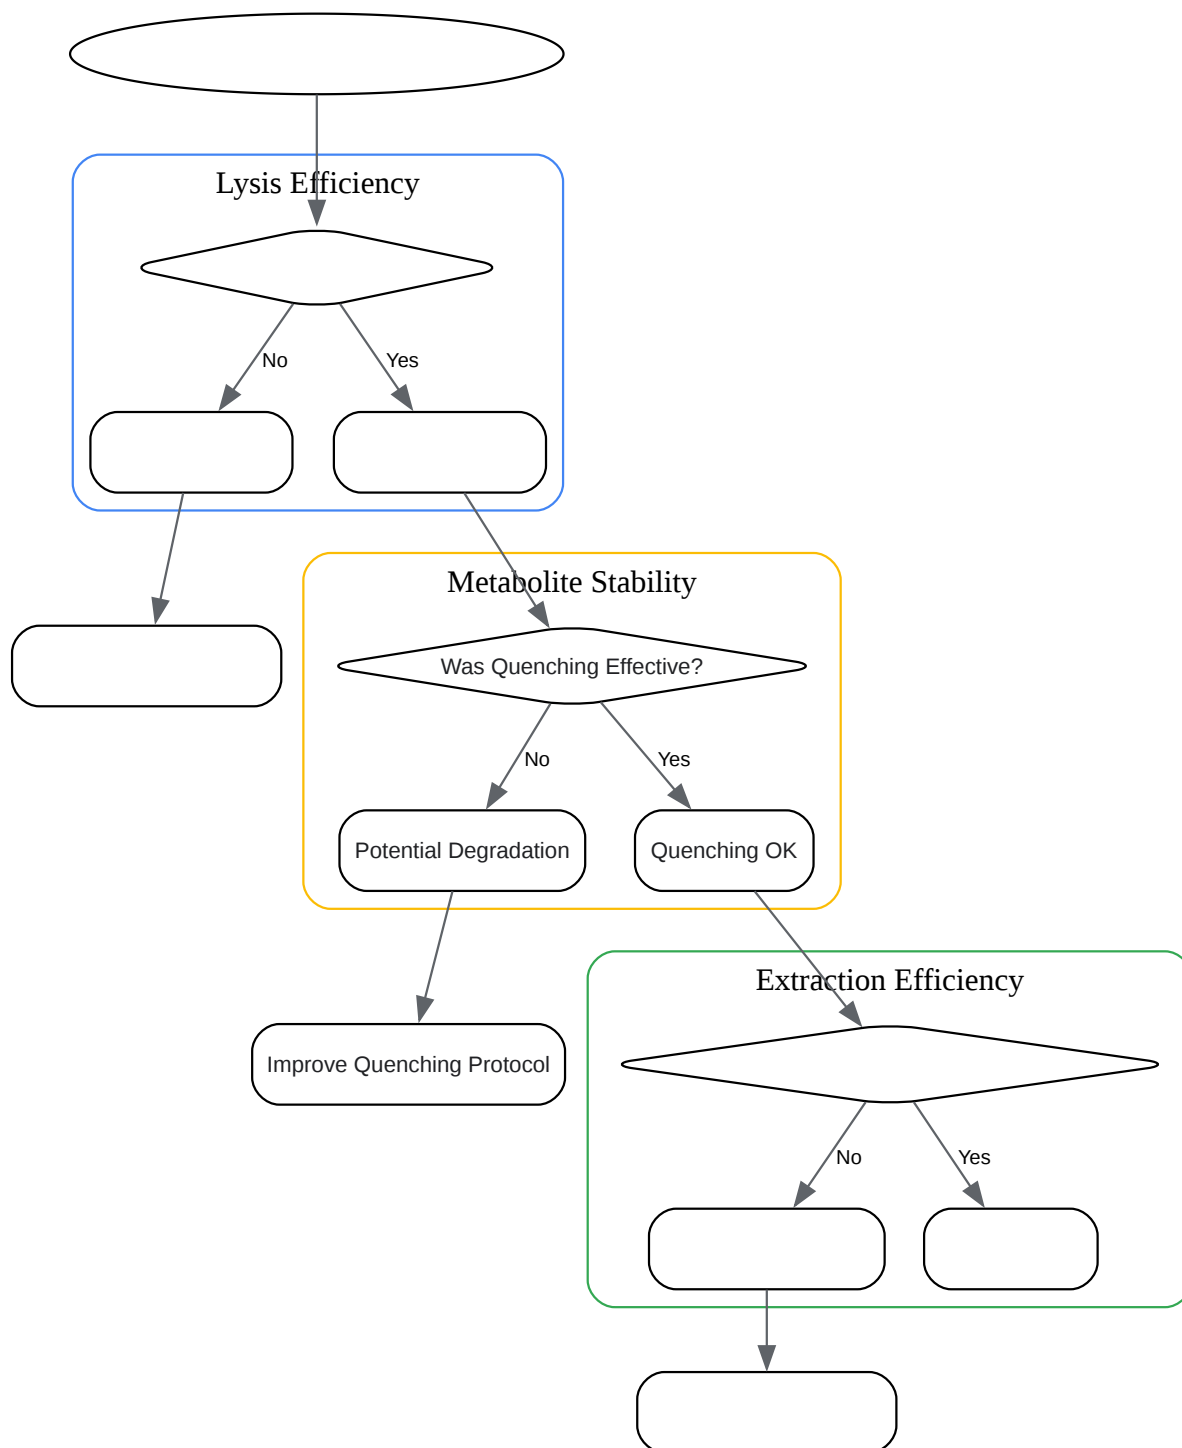 Lysis Efficiency
No
Yes
Metabolite Stability
Was Quenching Effective?
No
Yes
Potential Degradation
Quenching OK
Extraction Efficiency
Improve Quenching Protocol
No
Yes